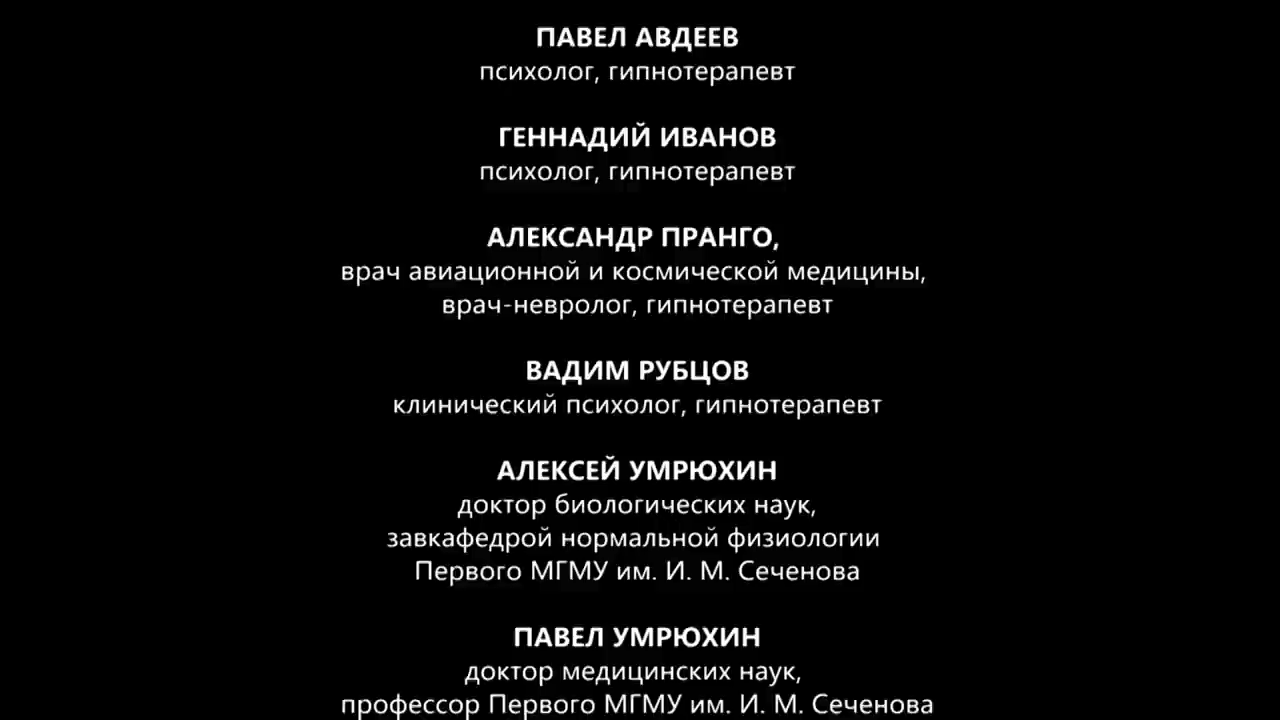 ПАВЕЛ АВДЕЕВ
психолог, гипнотерапевт
ГЕННАДИЙ ИВАНОВ
психолог, гипнотерапевт
АЛЕКСАНДР ПРАНГО,
врач авиационной и космической медицины,
врач-невролог, гипнотерапевт
ВАДИМ РУБЦОВ
клинический психолог, гипнотерапевт
АЛЕКСЕЙ УМРЮХИН
доктор биологических наук,
завкафедрой нормальной физиологии
Первого МГМУ им. И. М. Сеченова
ПАВЕЛ УМРЮХИН
доктор медицинских наук,
профессор Первого МГМУ им. И. М. Сеченова